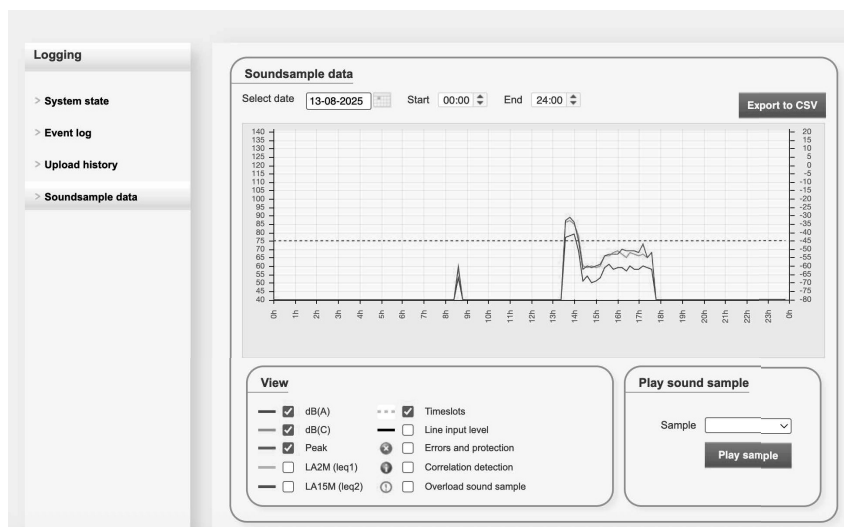 Logging
> System state
> Event log
> Upload history
> Soundsample data
Soundsample data
Select date 13-08-2025 Start 00:00 End 24:00
Export to CSV
140 20
135 15
130 10
125 5
120 0
115 -5
110 -10
105 -15
100 -20
95 -25
90 -30
85 -35
80 -40
75 -45
70 -50
65 -55
60 -60
55 -65
50 -70
45 -75
40 -80
0h 1h 2h 3h 4h 5h 6h 7h 8h 9h 10h 11h 12h 13h 14h 15h 16h 17h 18h 19h 20h 21h 22h 23h 0h
View
dB(A) Timeslots
dB(C) Line input level
Peak Errors and protection
LA2M (leq1) Correlation detection
LA15M (leq2) Overload sound sample
Play sound sample
Sample
Play sample